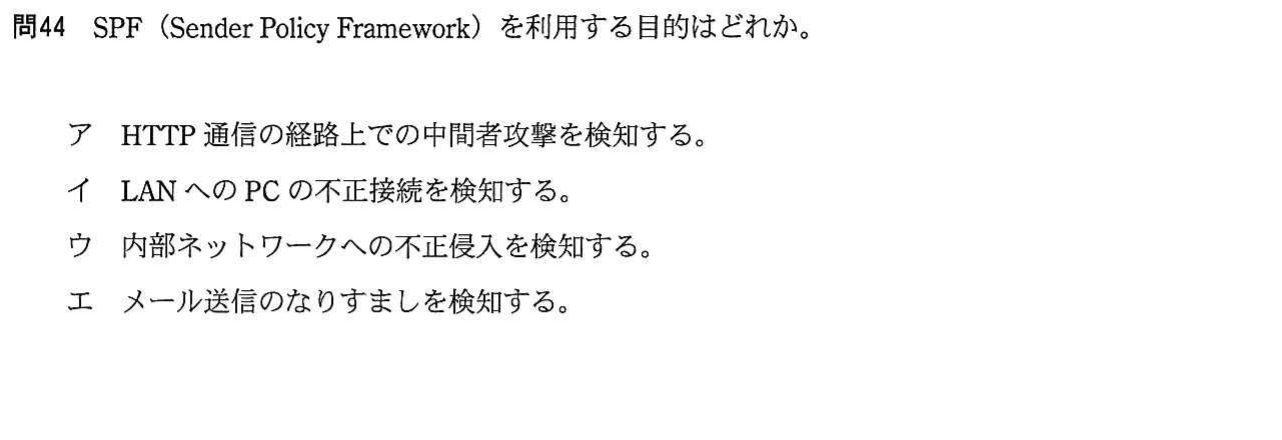 問44 SPF（Sender Policy Framework）を利用する目的はどれか。
ア HTTP 通信の経路上での中間者攻撃を検知する。
イ LAN への PC の不正接続を検知する。
ウ 内部ネットワークへの不正侵入を検知する。
エ メール送信のなりすましを検知する。